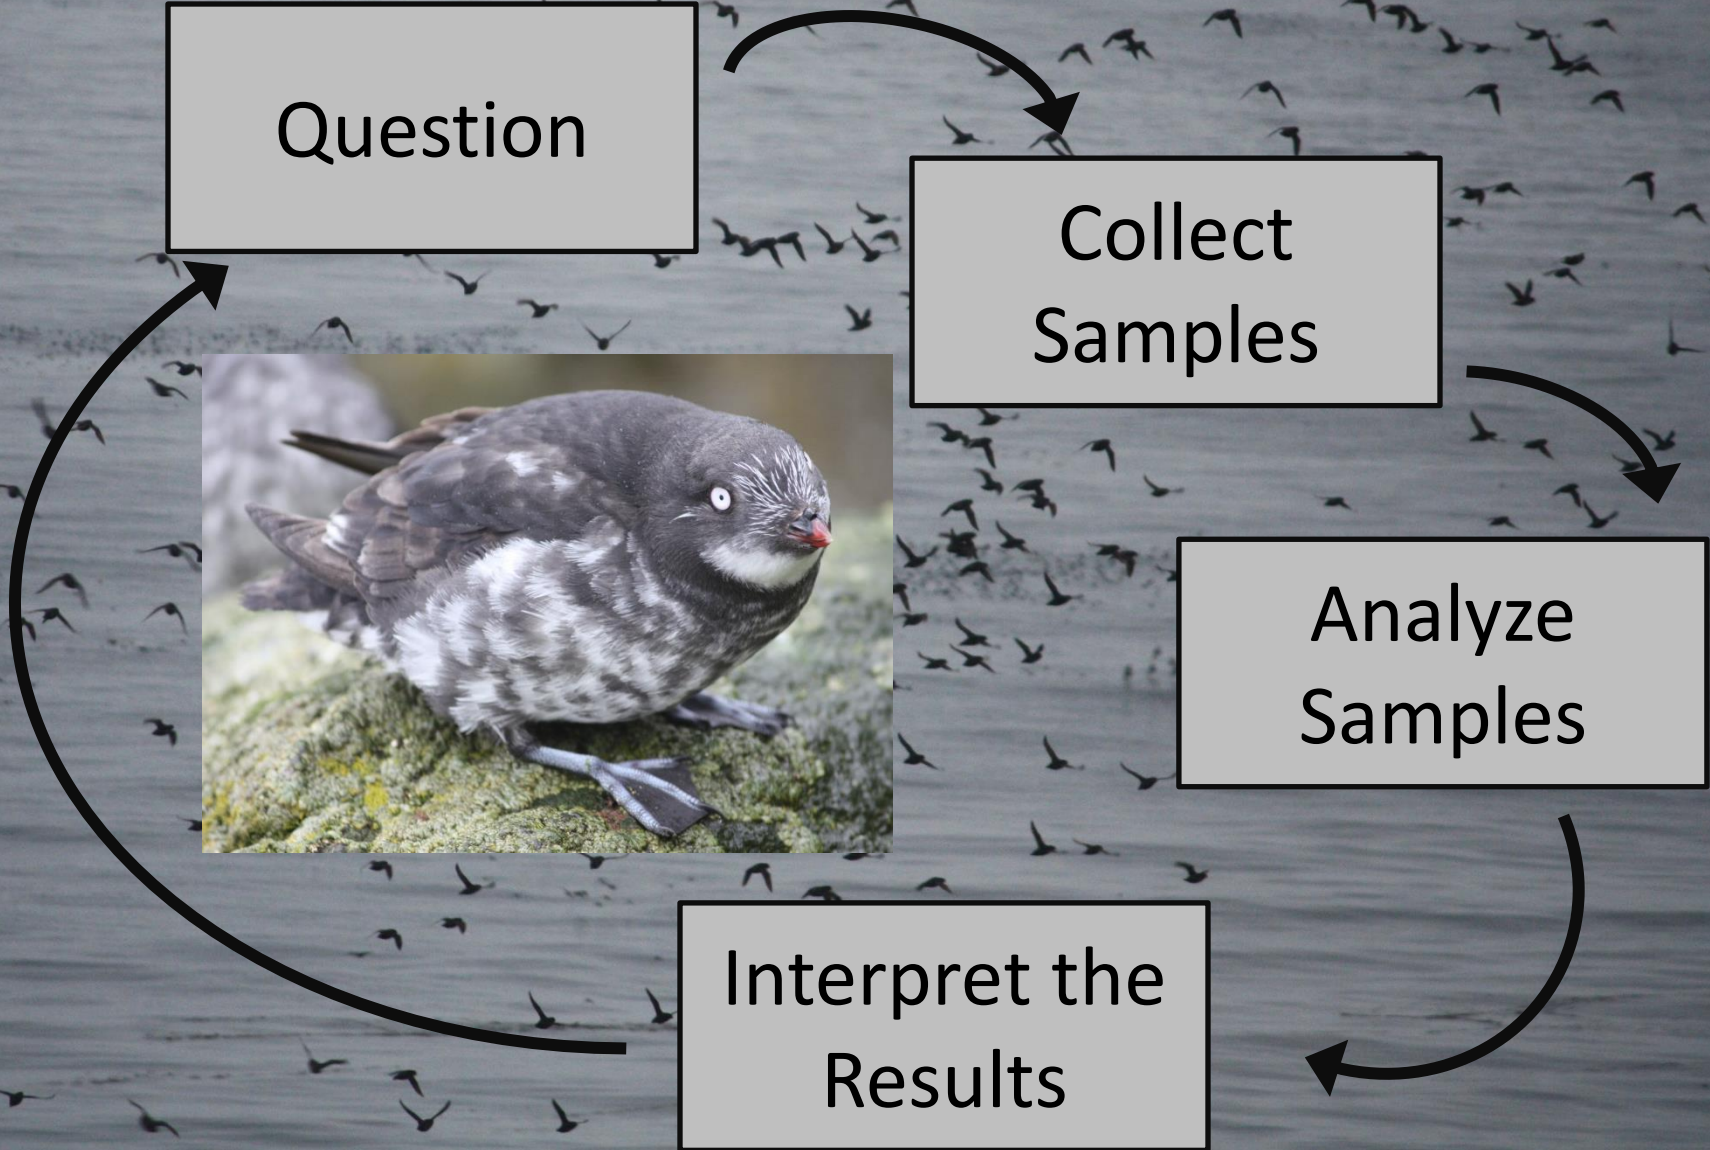 Question
Collect
Samples
Analyze
Samples
Interpret the
Results